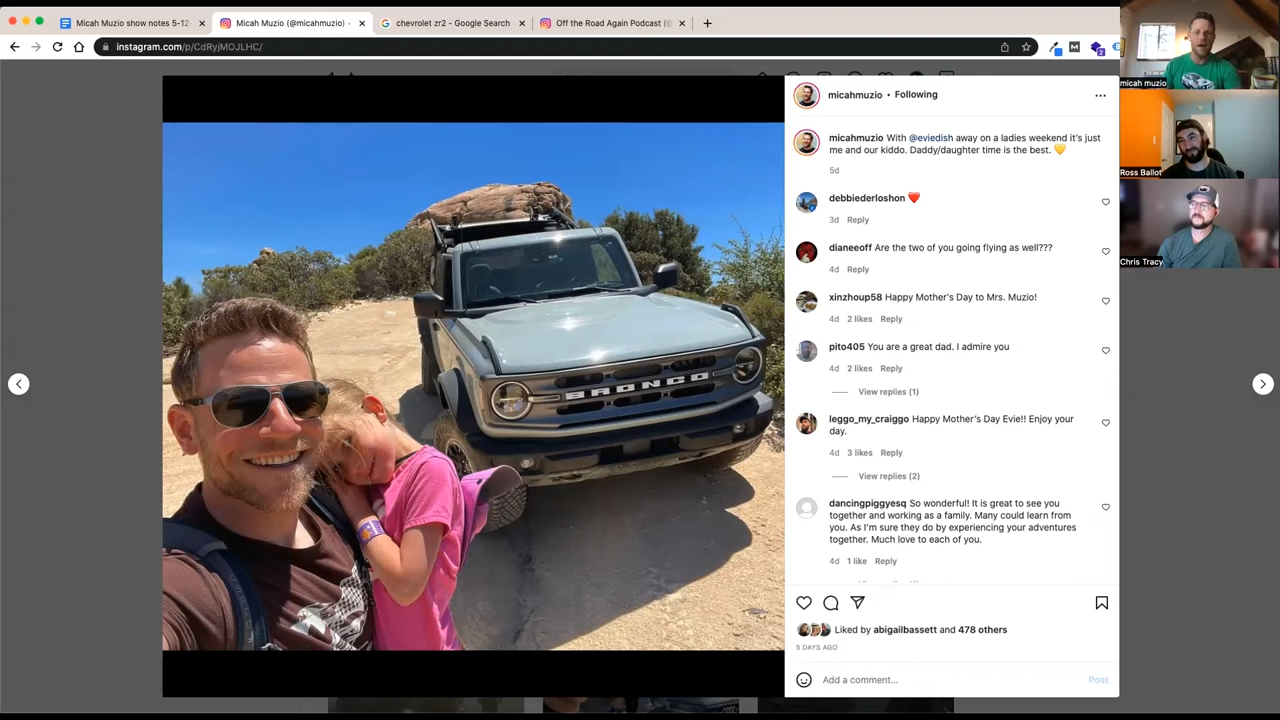 Micah Muzio show notes 5-12-
Micah Muzio (@micahmuzio) •
chevrolet zr2 - Google Search
Off the Road Again Podcast (@
instagram.com/p/CdRyjMOJLHC/
micah muzio
Ross Ballot
Chris Tracy
BRONCO
micahmuzio • Following
micahmuzio With @eviedish away on a ladies weekend it's just
me and our kiddo. Daddy/daughter time is the best. 💛
5d
debbiederloshon ❤️
3d Reply
dianeeoff Are the two of you going flying as well???
4d Reply
xinzhoup58 Happy Mother's Day to Mrs. Muzio!
4d 2 likes Reply
pito405 You are a great dad. I admire you
4d 2 likes Reply
View replies (1)
leggo_my_craiggo Happy Mother's Day Evie!! Enjoy your
day.
4d 3 likes Reply
View replies (2)
dancingpiggyesq So wonderful! It is great to see you
together and working as a family. Many could learn from
you. As I'm sure they do by experiencing your adventures
together. Much love to each of you.
4d 1 like Reply
Liked by abigailbassett and 478 others
5 DAYS AGO
Add a comment...
Post